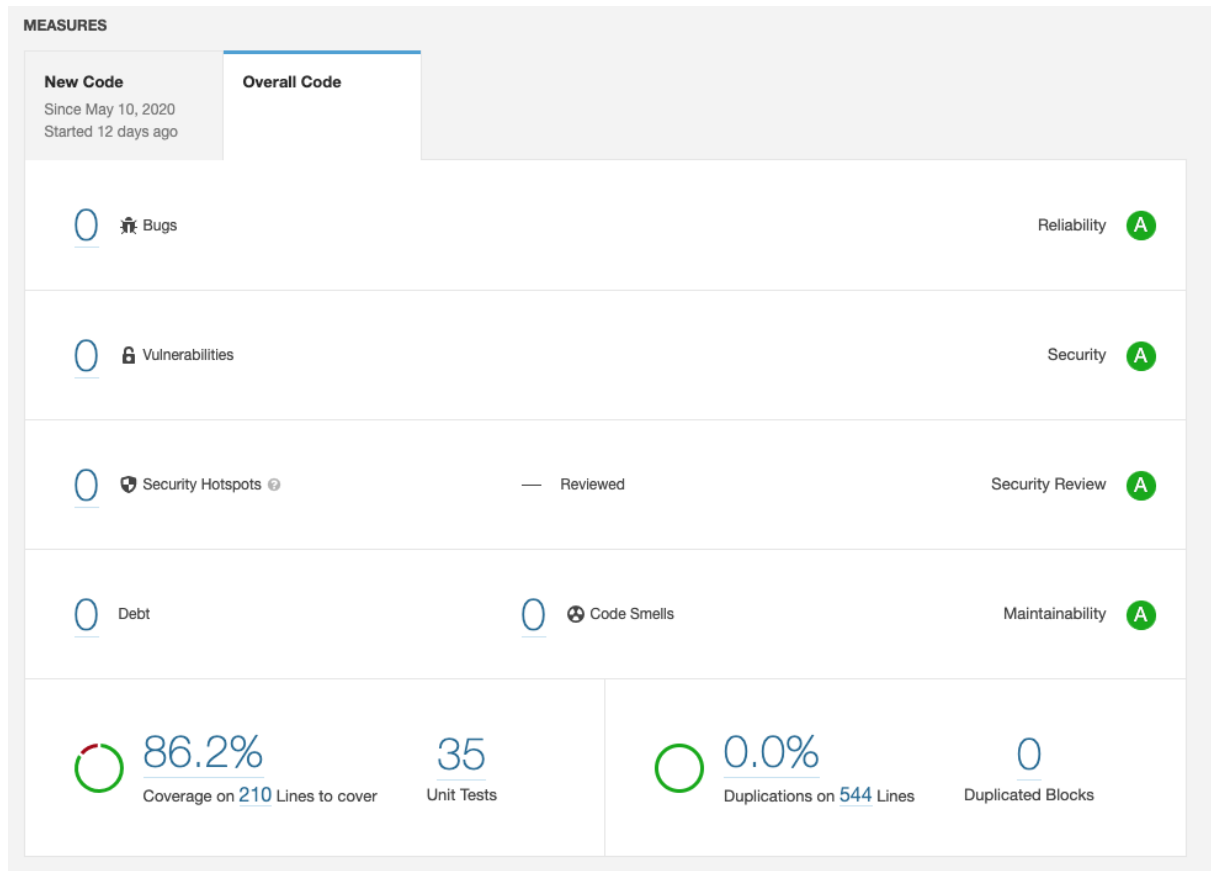 MEASURES
New Code
Since May 10, 2020
Started 12 days ago
Overall Code
0 Bugs
Reliability A
0 Vulnerabilities
Security A
0 Security Hotspots ?
— Reviewed
Security Review A
0 Debt
0 Code Smells
Maintainability A
86.2%
Coverage on 210 Lines to cover
35
Unit Tests
0.0%
Duplications on 544 Lines
0
Duplicated Blocks